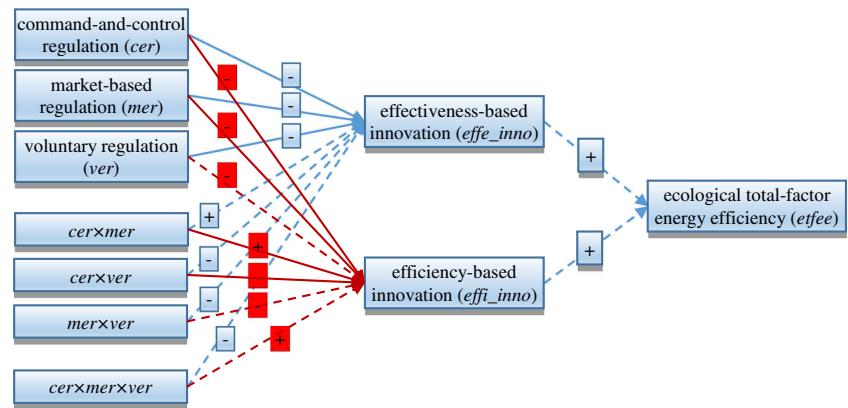 command-and-control
regulation (cer)
market-based
regulation (mer)
voluntary regulation
(ver)
cer×mer
cer×ver
mer×ver
cer×mer×ver
-
-
-
-
-
-
+
-
-
-
+
-
+
effectiveness-based
innovation (effe_inno)
efficiency-based
innovation (effi_inno)
+
+
ecological total-factor
energy efficiency (etfee)